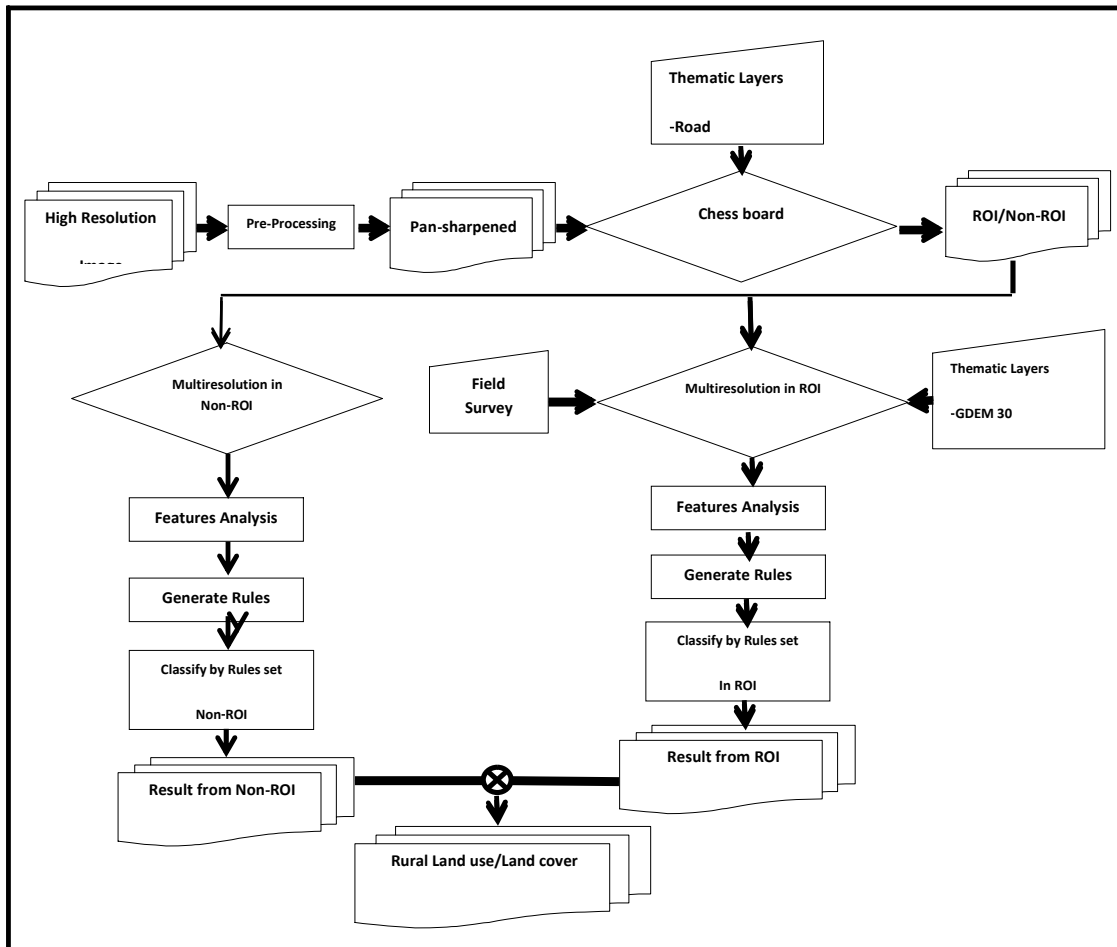 Thematic Layers
-Road
High Resolution
Pre-Processing
Pan-sharpened
Chess board
ROI/Non-ROI
Multiresolution in
Non-ROI
Field
Survey
Multiresolution in ROI
Thematic Layers
-GDEM 30
Features Analysis
Generate Rules
Classify by Rules set
Non-ROI
Result from Non-ROI
Features Analysis
Generate Rules
Classify by Rules set
In ROI
Result from ROI
Rural Land use/Land cover